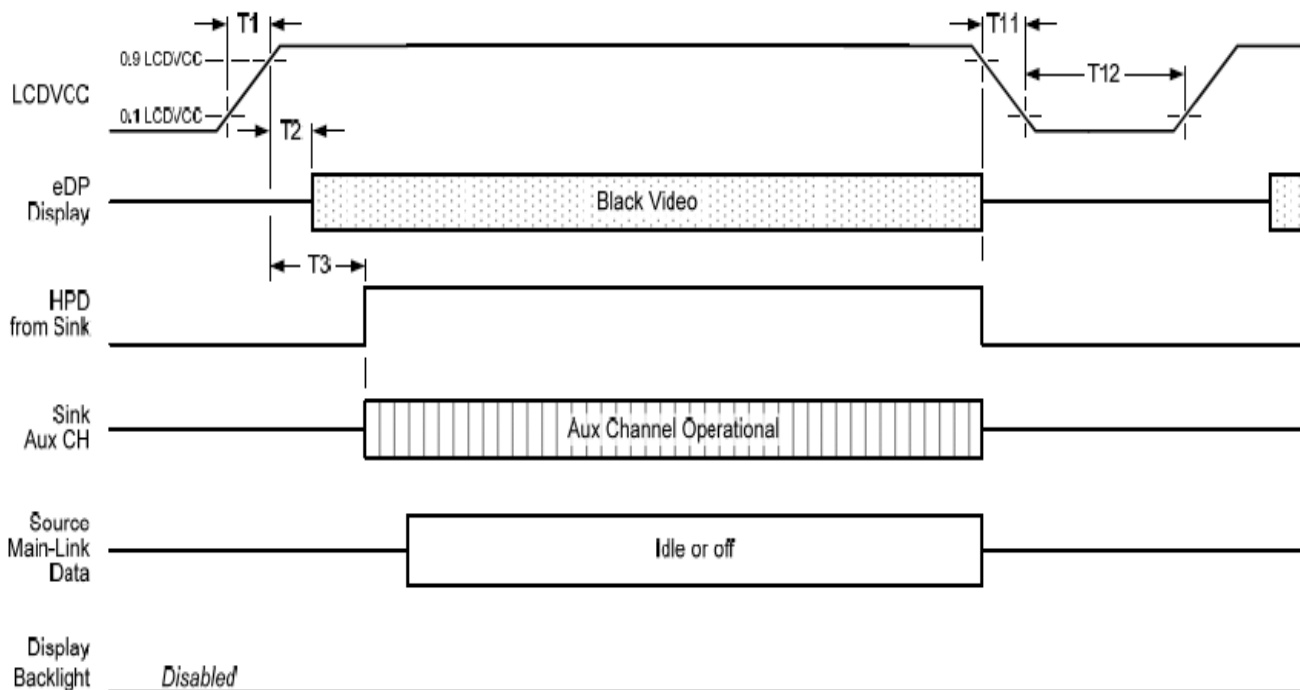 T1
T11
0.9 LCDVCC
LCDVCC
T12
0.1 LCDVCC
T2
eDP
Display
Black Video
T3
HPD
from Sink
Sink
Aux CH
Aux Channel Operational
Source
Main-Link
Data
Idle or off
Display
Backlight
Disabled